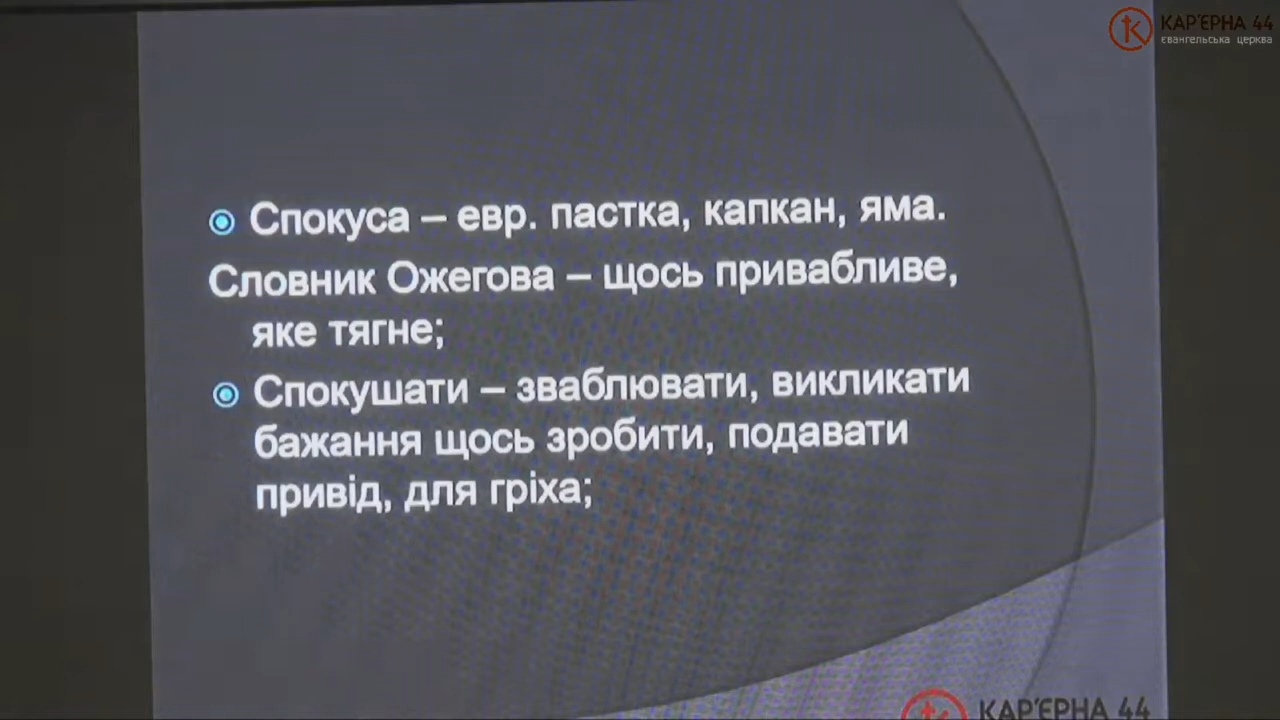 КАР'ЄРНА 44
євангельська церква
Спокуса – евр. пастка, капкан, яма.
Словник Ожегова – щось привабливе,
яке тягне;
Спокушати – зваблювати, викликати
бажання щось зробити, подавати
привід, для гріха;
КАР'ЄРНА 44